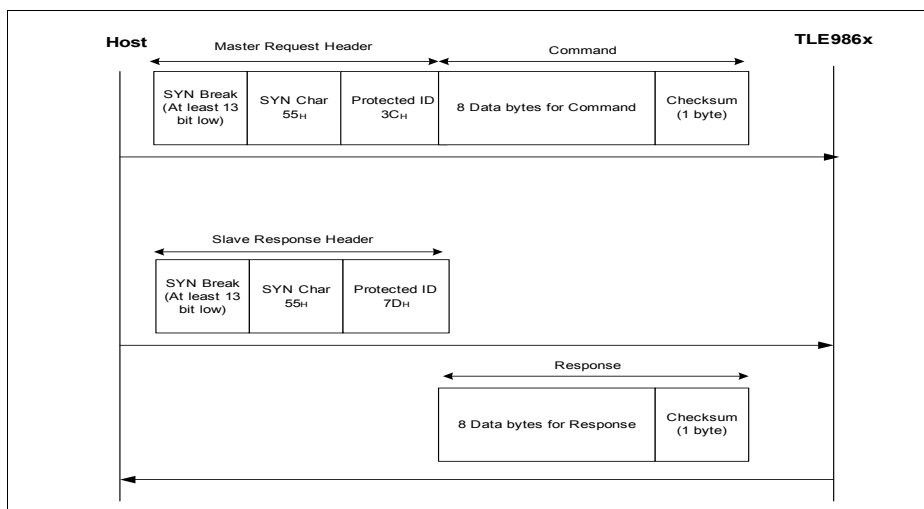 Host
TLE986x
Master Request Header
Command
SYN Break
(At least 13
bit low)
SYN Char
55H
Protected ID
3CH
8 Data bytes for Command
Checksum
(1 byte)
Slave Response Header
SYN Break
(At least 13
bit low)
SYN Char
55H
Protected ID
7DH
Response
8 Data bytes for Response
Checksum
(1 byte)